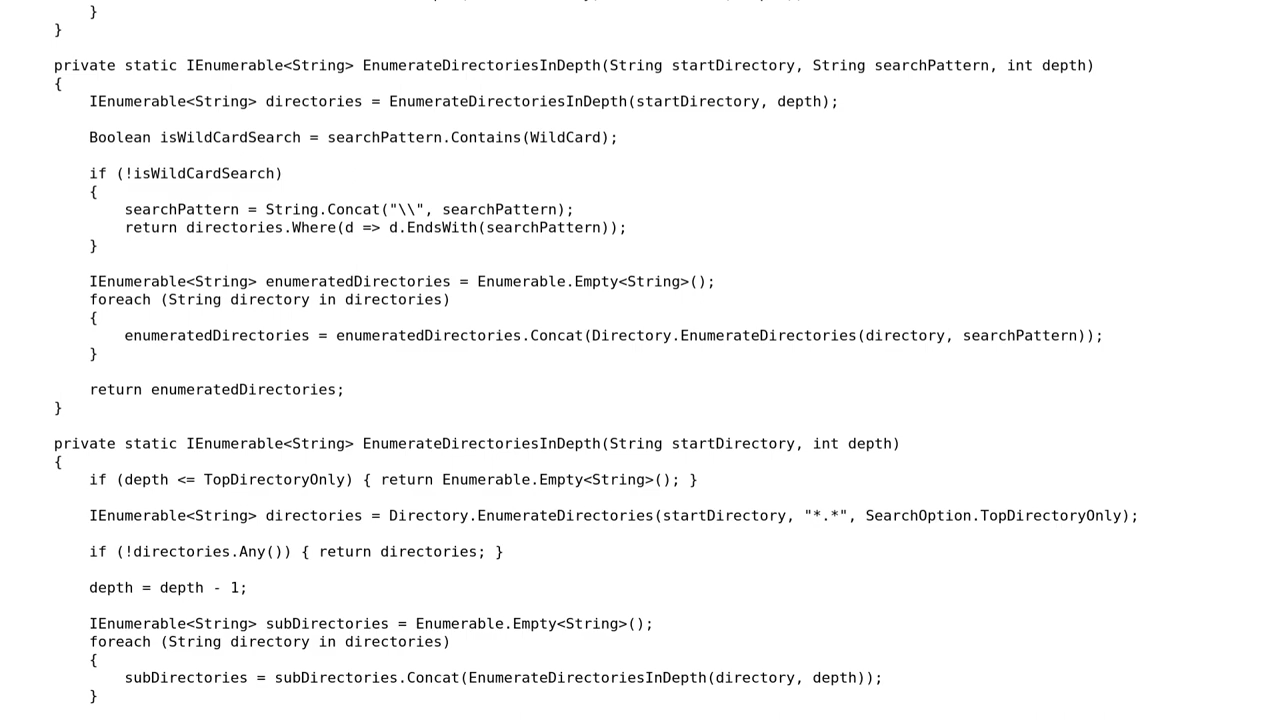 }
}
private static IEnumerable<String> EnumerateDirectoriesInDepth(String startDirectory, String searchPattern, int depth)
{
IEnumerable<String> directories = EnumerateDirectoriesInDepth(startDirectory, depth);
Boolean isWildCardSearch = searchPattern.Contains(WildCard);
if (!isWildCardSearch)
{
searchPattern = String.Concat("\\", searchPattern);
return directories.Where(d => d.EndsWith(searchPattern));
}
IEnumerable<String> enumeratedDirectories = Enumerable.Empty<String>();
foreach (String directory in directories)
{
enumeratedDirectories = enumeratedDirectories.Concat(Directory.EnumerateDirectories(directory, searchPattern));
}
return enumeratedDirectories;
}
private static IEnumerable<String> EnumerateDirectoriesInDepth(String startDirectory, int depth)
{
if (depth <= TopDirectoryOnly) { return Enumerable.Empty<String>(); }
IEnumerable<String> directories = Directory.EnumerateDirectories(startDirectory, "*.*", SearchOption.TopDirectoryOnly);
if (!directories.Any()) { return directories; }
depth = depth - 1;
IEnumerable<String> subDirectories = Enumerable.Empty<String>();
foreach (String directory in directories)
{
subDirectories = subDirectories.Concat(EnumerateDirectoriesInDepth(directory, depth));
}